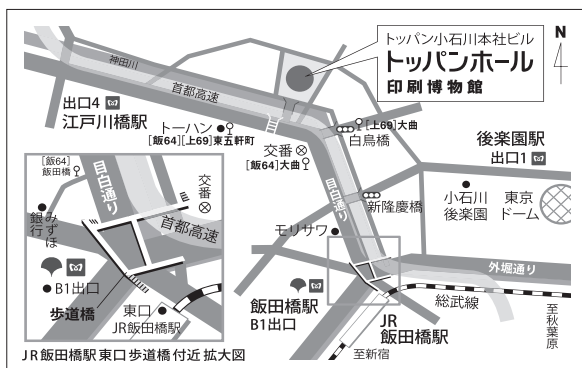 トッパン小石川本社ビル
トッパンホール
印刷博物館
N
神田川
首都高速
出口4
江戸川橋駅
トーハン
[飯64][上69]東五軒町
[上69]大曲
白鳥橋
交番
[飯64]大曲
後楽園駅
出口1
目白通り
新隆慶橋
小石川
後楽園
東京
ドーム
モリサワ
外堀通り
飯田橋駅
B1出口
総武線
JR
飯田橋駅
至新宿
至秋葉原
[飯64]
飯橋橋
目白通り
交番
みずほ
銀行
首都高速
B1出口
歩道橋
東口
JR飯田橋駅
JR飯田橋駅東口歩道橋付近 拡大図